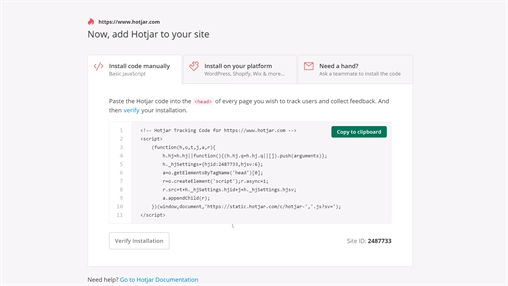 https://www.hotjar.com
Now, add Hotjar to your site
Install code manually
Basic JavaScript
Install on your platform
WordPress, Shopify, Wix & more...
Need a hand?
Ask a teammate to install the code
Paste the Hotjar code into the <head> of every page you wish to track users and collect feedback. And
then verify your installation.
Copy to clipboard
1 <!-- Hotjar Tracking Code for https://www.hotjar.com -->
2 <script>
3 (function(h,o,t,j,a,r){
4 h.hj=h.hj||function(){(h.hj.q=h.hj.q||[]).push(arguments)};
5 h._hjSettings={hjid:2487733,hjsv:6};
6 a=o.getElementsByTagName('head')[0];
7 r=o.createElement('script');r.async=1;
8 r.src=t+h._hjSettings.hjid+j+h._hjSettings.hjsv;
9 a.appendChild(r);
10 })(window,document,'https://static.hotjar.com/c/hotjar-','.js?sv=');
11 </script>
Verify Installation
Site ID: 2487733
Need help? Go to Hotjar Documentation